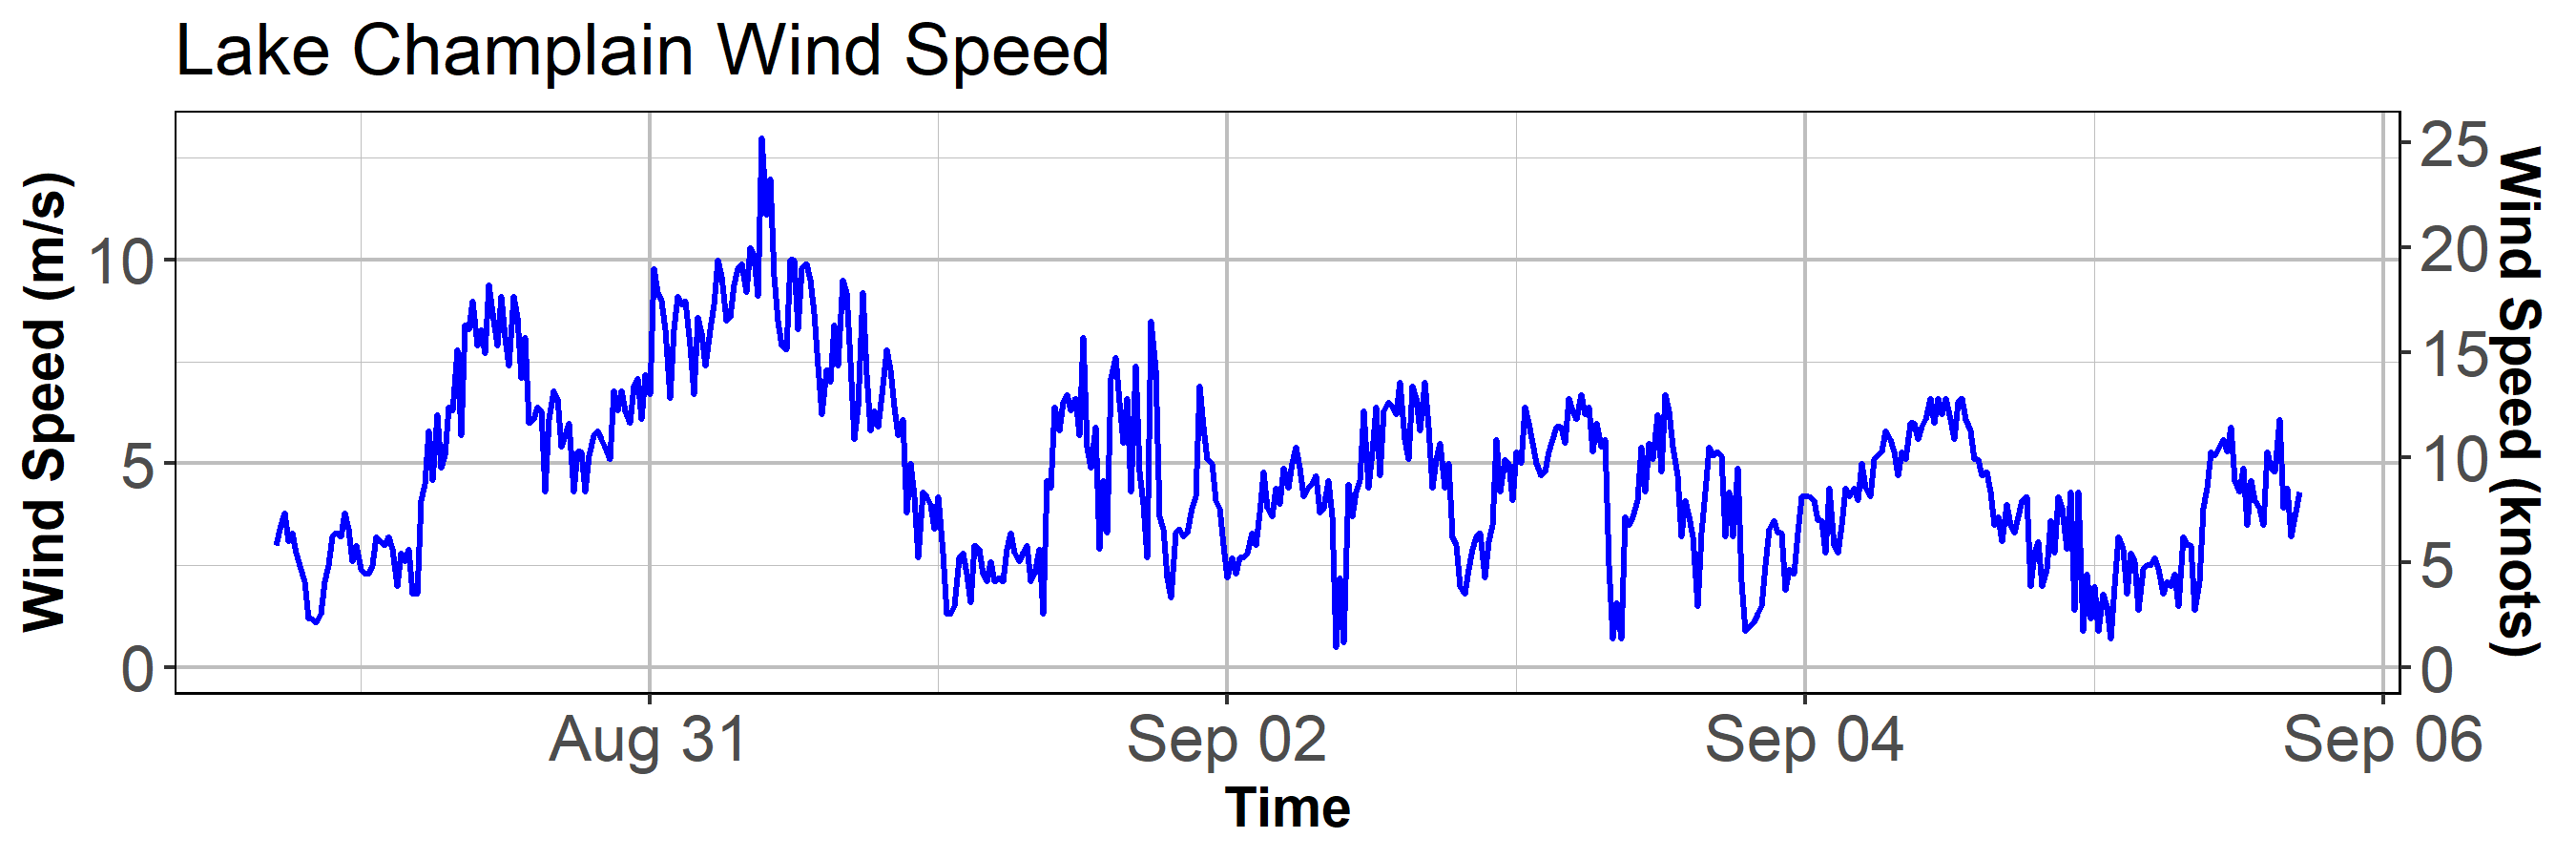 Lake Champlain Wind Speed
Wind Speed (m/s)
10
5
0
25
20
15
10
5
0
Wind Speed (knots)
Aug 31
Sep 02
Sep 04
Sep 06
Time